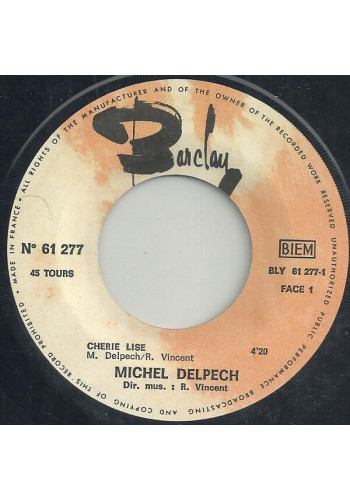 ALL RIGHTS OF THE MANUFACTURER AND OF THE OWNER OF THE RECORDED WORK RESERVED. UNAUTHORIZED PUBLIC PERFORMANCE BROADCASTING AND COPYING OF THIS RECORD PROHIBITED • MADE IN FRANCE •
Barclay
N° 61 277
45 TOURS
BIEM
BLY 61 277-1
FACE 1
CHERIE LISE 4'20
M. Delpech/R. Vincent
MICHEL DELPECH
Dir. mus. : R. Vincent